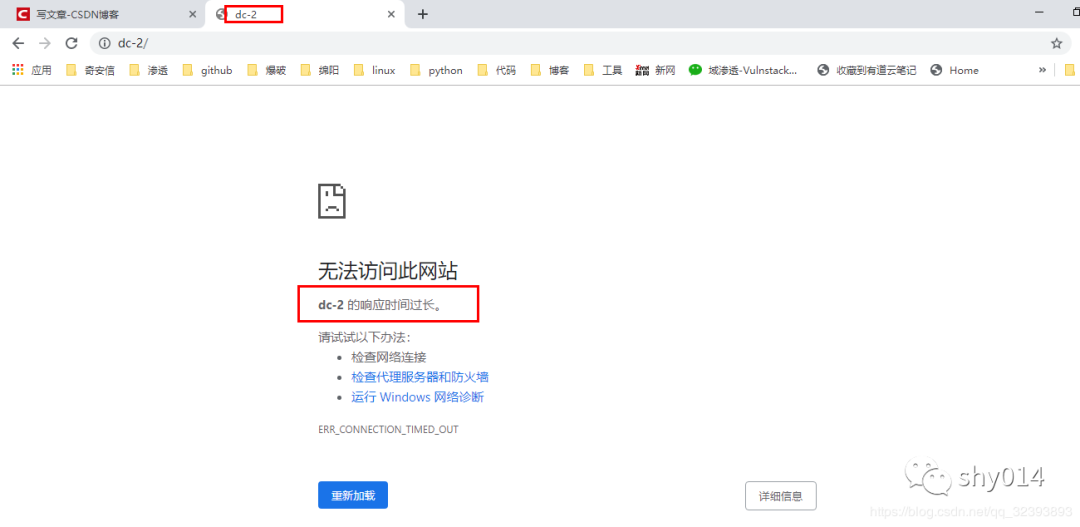 写文章-CSDN博客
dc-2
dc-2/
应用 奇安信 渗透 github 爆破 绵阳 linux python 代码 博客 工具 新网 域渗透-Vulnstack... 收藏到有道云笔记 Home
无法访问此网站
dc-2 的响应时间过长。
请试试以下办法：
检查网络连接
检查代理服务器和防火墙
运行 Windows 网络诊断
ERR_CONNECTION_TIMED_OUT
重新加载
详细信息
shy014
https://blog.csdn.net/qq_32393893